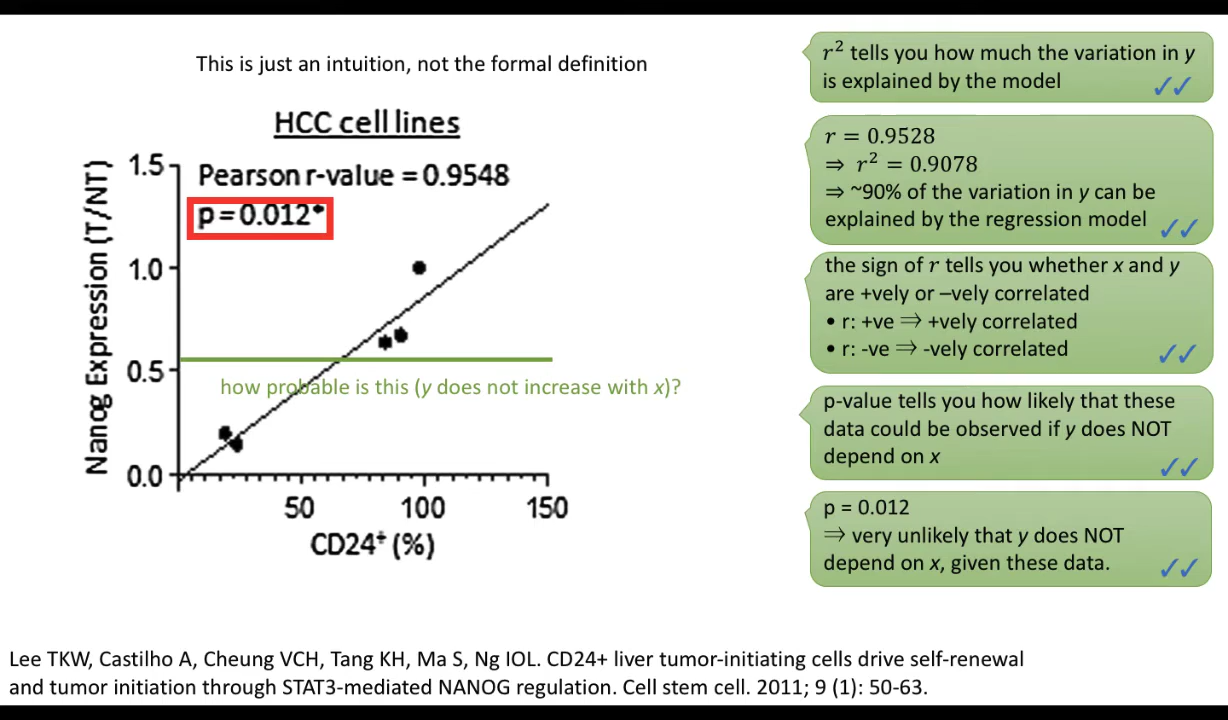 This is just an intuition, not the formal definition
HCC cell lines
Pearson r-value = 0.9548
p = 0.012*
Nanog Expression (T/NT)
1.5
1.0
0.5
0.0
50
100
150
CD24⁺ (%)
how probable is this (y does not increase with x)?
r² tells you how much the variation in y
is explained by the model ✓✓
r = 0.9528
⇒ r² = 0.9078
⇒ ~90% of the variation in y can be
explained by the regression model ✓✓
the sign of r tells you whether x and y
are +vely or –vely correlated
• r: +ve ⇒ +vely correlated
• r: -ve ⇒ -vely correlated ✓✓
p-value tells you how likely that these
data could be observed if y does NOT
depend on x ✓✓
p = 0.012
⇒ very unlikely that y does NOT
depend on x, given these data. ✓✓
Lee TKW, Castilho A, Cheung VCH, Tang KH, Ma S, Ng IOL. CD24+ liver tumor-initiating cells drive self-renewal
and tumor initiation through STAT3-mediated NANOG regulation. Cell stem cell. 2011; 9 (1): 50-63.